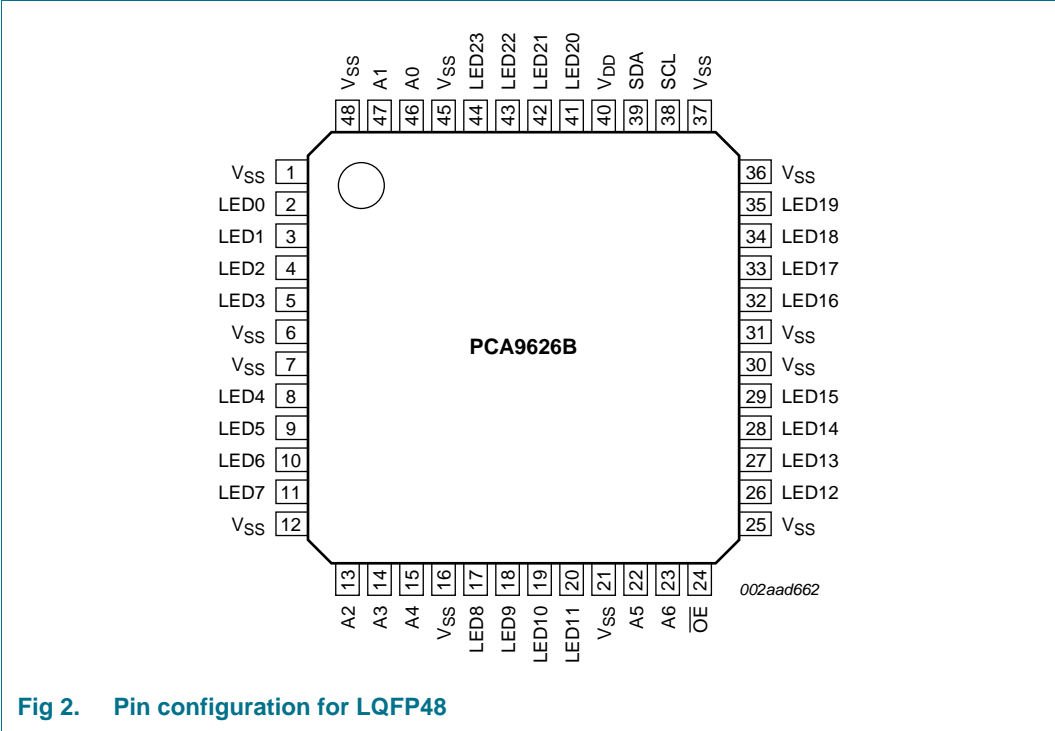 VSS A1 A0 VSS LED23 LED22 LED21 LED20 VDD SDA SCL VSS
48 47 46 45 44 43 42 41 40 39 38 37
VSS 1 36 VSS
LED0 2 35 LED19
LED1 3 34 LED18
LED2 4 33 LED17
LED3 5 32 LED16
VSS 6 31 VSS
PCA9626B
VSS 7 30 VSS
LED4 8 29 LED15
LED5 9 28 LED14
LED6 10 27 LED13
LED7 11 26 LED12
VSS 12 25 VSS
13 14 15 16 17 18 19 20 21 22 23 24
A2 A3 A4 VSS LED8 LED9 LED10 LED11 VSS A5 A6 OE
002aad662
Fig 2. Pin configuration for LQFP48